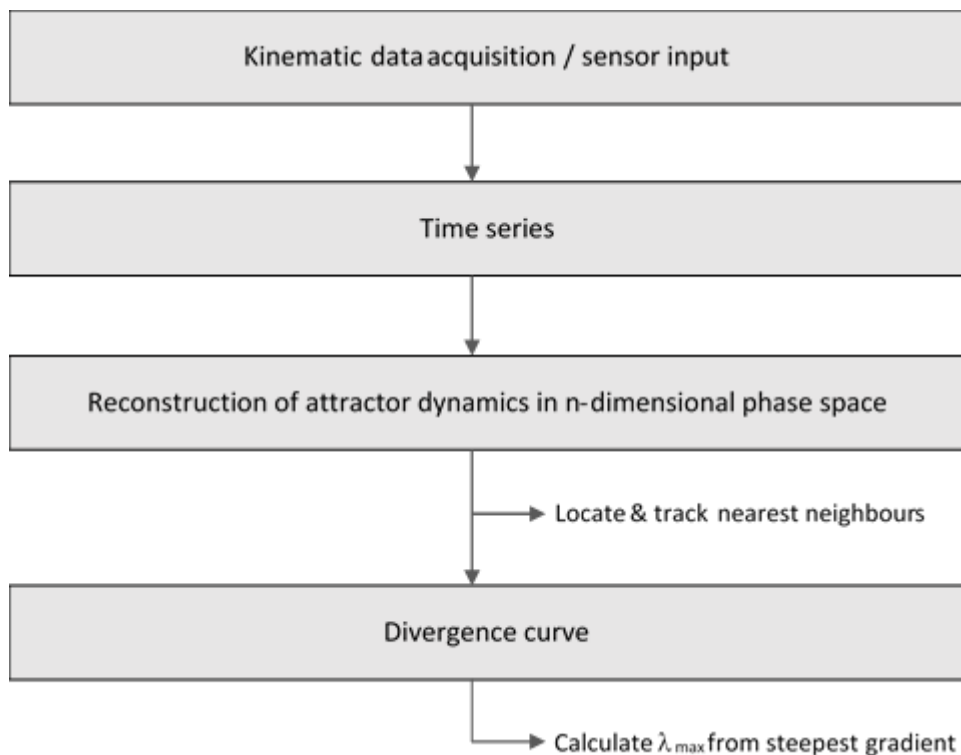 Kinematic data acquisition / sensor input
Time series
Reconstruction of attractor dynamics in n-dimensional phase space
Locate & track nearest neighbours
Divergence curve
Calculate λmax from steepest gradient